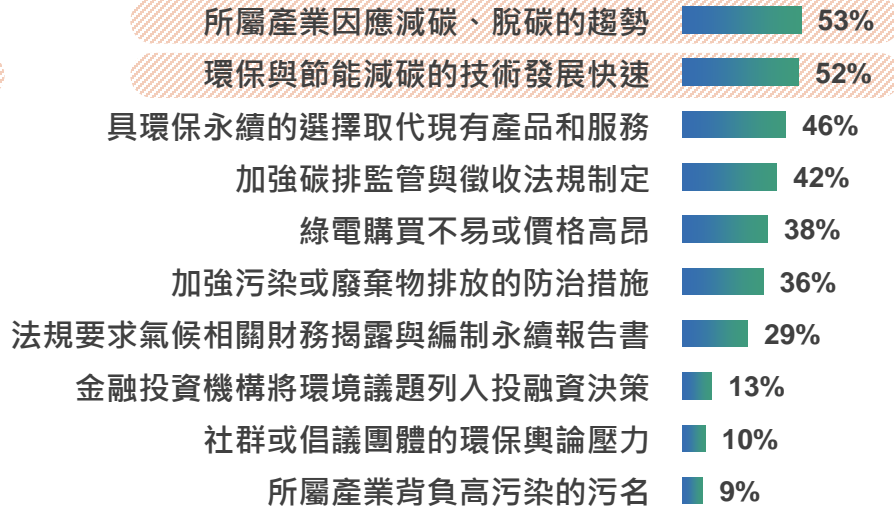 所屬產業因應減碳、脫碳的趨勢 53%
環保與節能減碳的技術發展快速 52%
具環保永續的選擇取代現有產品和服務 46%
加強碳排監管與徵收法規制定 42%
綠電購買不易或價格高昂 38%
加強污染或廢棄物排放的防治措施 36%
法規要求氣候相關財務揭露與編制永續報告書 29%
金融投資機構將環境議題列入投融資決策 13%
社群或倡議團體的環保輿論壓力 10%
所屬產業背負高污染的污名 9%